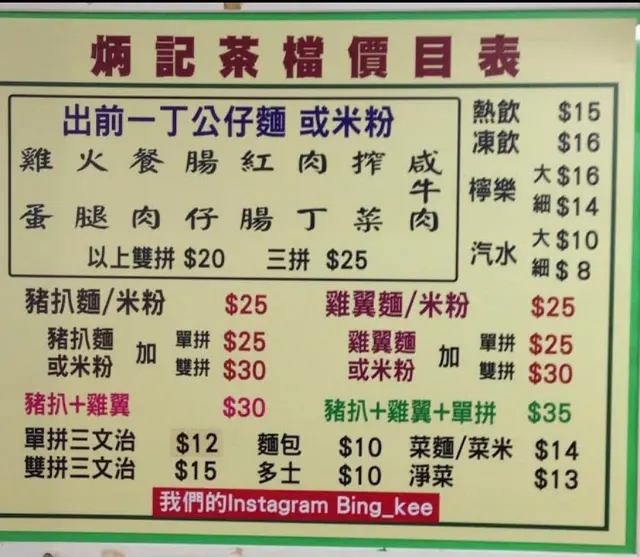 炳記茶檔價目表
出前一丁公仔麵 或米粉
雞蛋 火腿 餐肉 腸仔 紅腸 肉丁 搾菜 咸牛肉
以上雙拼 $20 三拼 $25
熱飲 $15
凍飲 $16
檸樂 大 $16
細 $14
汽水 大 $10
細 $8
豬扒麵/米粉 $25
雞翼麵/米粉 $25
豬扒麵或米粉 加 單拼 $25
雙拼 $30
雞翼麵或米粉 加 單拼 $25
雙拼 $30
豬扒+雞翼 $30
豬扒+雞翼+單拼 $35
單拼三文治 $12 麵包 $10 菜麵/菜米 $14
雙拼三文治 $15 多士 $10 淨菜 $13
我們的Instagram Bing_kee